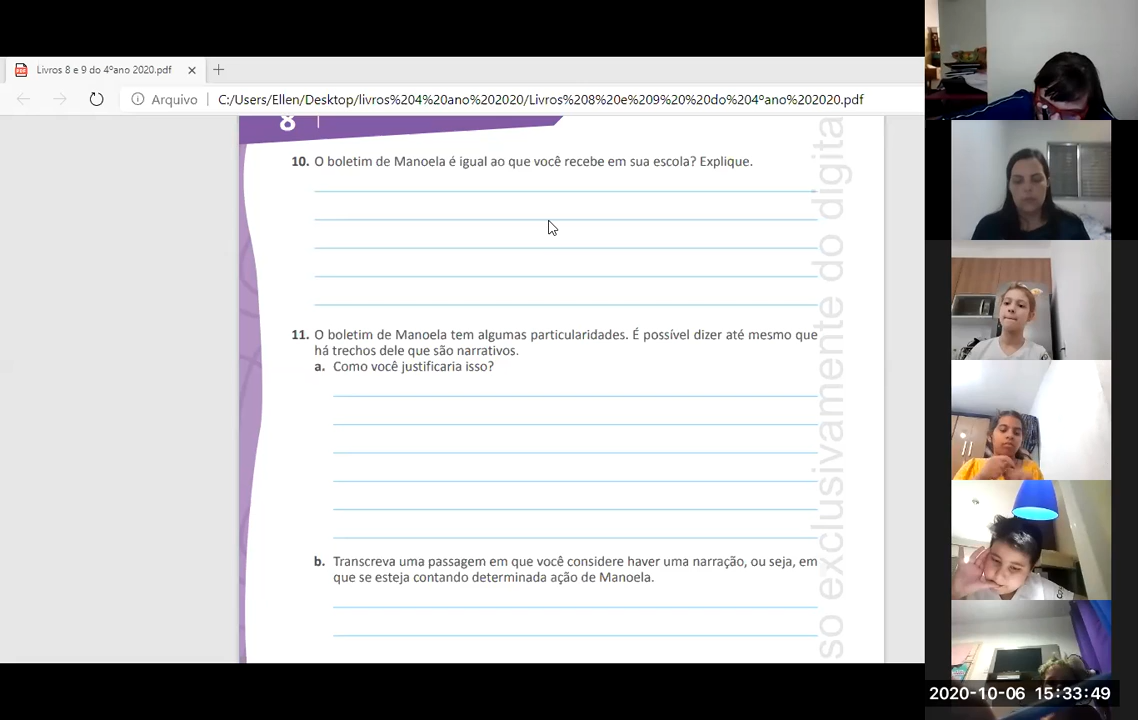 Livros 8 e 9 do 4ºano 2020.pdf
Arquivo
C:/Users/Ellen/Desktop/livros%204%20ano%202020/Livros%208%20e%209%20%20do%204ºano%202020.pdf
8
10. O boletim de Manoela é igual ao que você recebe em sua escola? Explique.
11. O boletim de Manoela tem algumas particularidades. É possível dizer até mesmo que
há trechos dele que são narrativos.
a. Como você justificaria isso?
b. Transcreva uma passagem em que você considere haver uma narração, ou seja, em
que se esteja contando determinada ação de Manoela.
so exclusivamente do digita
2020-10-06 15:33:49